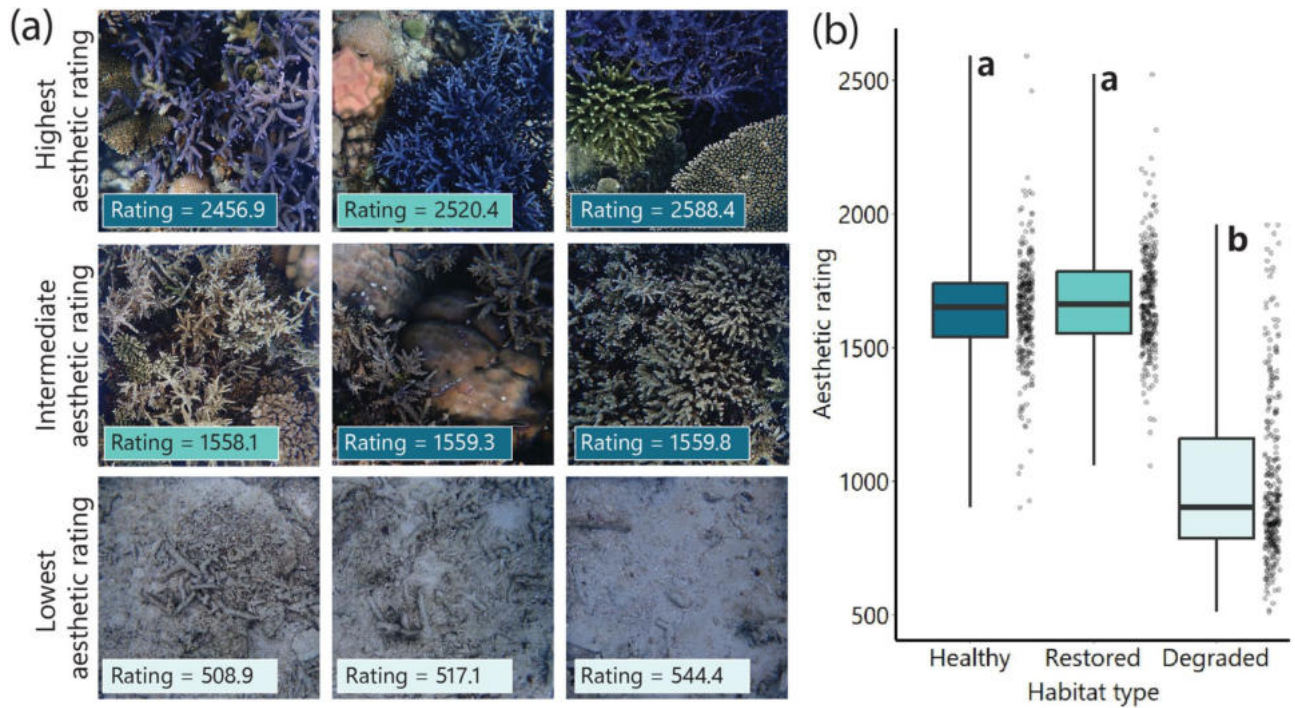 (a)
Highest
aesthetic rating
Rating = 2456.9
Rating = 2520.4
Rating = 2588.4
Intermediate
aesthetic rating
Rating = 1558.1
Rating = 1559.3
Rating = 1559.8
Lowest
aesthetic rating
Rating = 508.9
Rating = 517.1
Rating = 544.4
(b)
Aesthetic rating
2500
2000
1500
1000
500
a
a
b
Healthy
Restored
Degraded
Habitat type